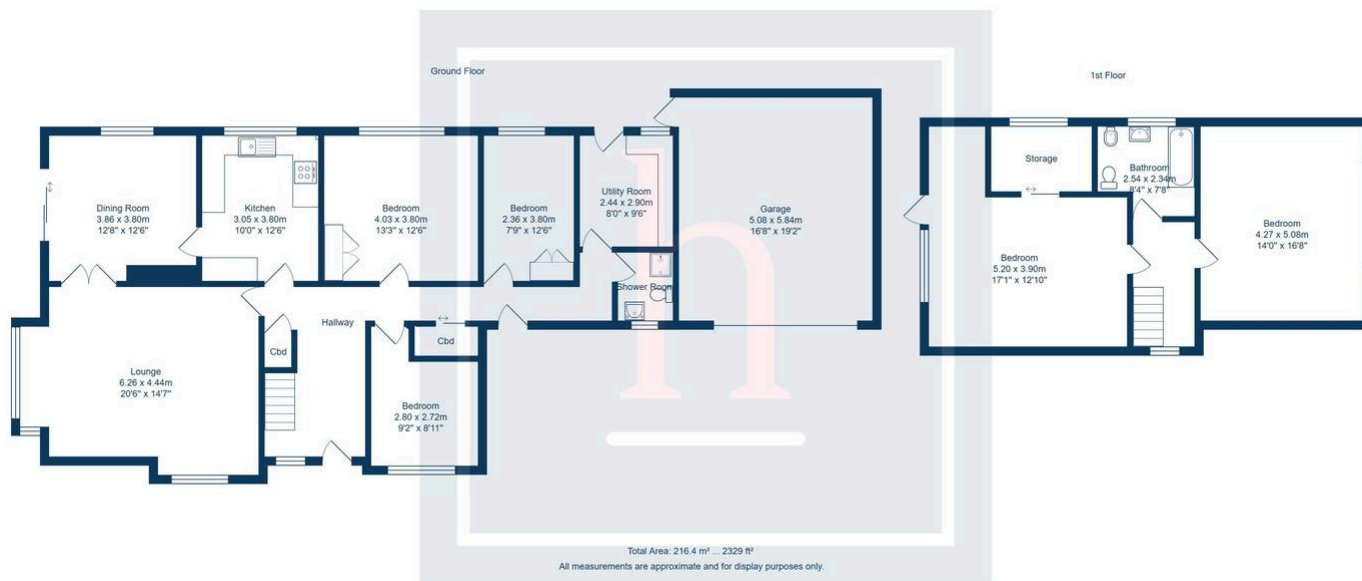 Ground Floor
1st Floor
Dining Room
3.86 x 3.80m
12'8" x 12'6"
Kitchen
3.05 x 3.80m
10'0" x 12'6"
Bedroom
4.03 x 3.80m
13'3" x 12'6"
Bedroom
2.36 x 3.80m
7'9" x 12'6"
Utility Room
2.44 x 2.90m
8'0" x 9'6"
Garage
5.08 x 5.84m
16'8" x 19'2"
Shower Room
Hallway
Cbd
Cbd
Lounge
6.26 x 4.44m
20'6" x 14'7"
Bedroom
2.80 x 2.72m
9'2" x 8'11"
Storage
Bathroom
2.54 x 2.34m
8'4" x 7'8"
Bedroom
5.20 x 3.90m
17'1" x 12'10"
Bedroom
4.27 x 5.08m
14'0" x 16'8"
h
Total Area: 216.4 m² ... 2329 ft²
All measurements are approximate and for display purposes only.